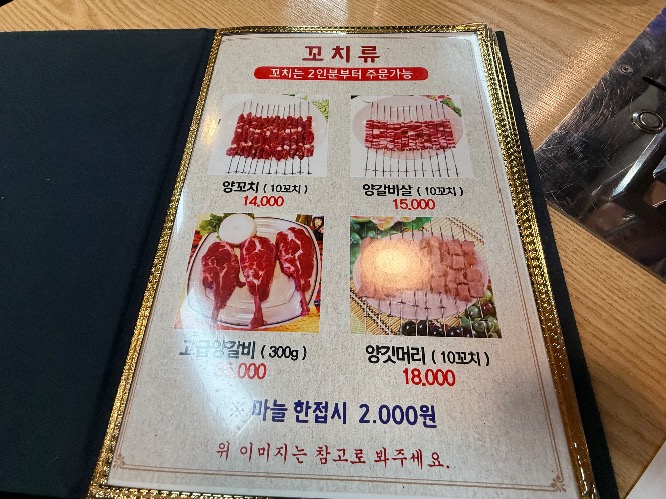 꼬치류
꼬치는 2인분부터 주문가능
양꼬치 ( 10꼬치 )
14,000
양갈비살 ( 10꼬치 )
15,000
고급양갈비 ( 300g )
양깃머리 ( 10꼬치 )
18,000
※ 마늘 한접시 2.000원
위 이미지는 참고로 봐주세요.